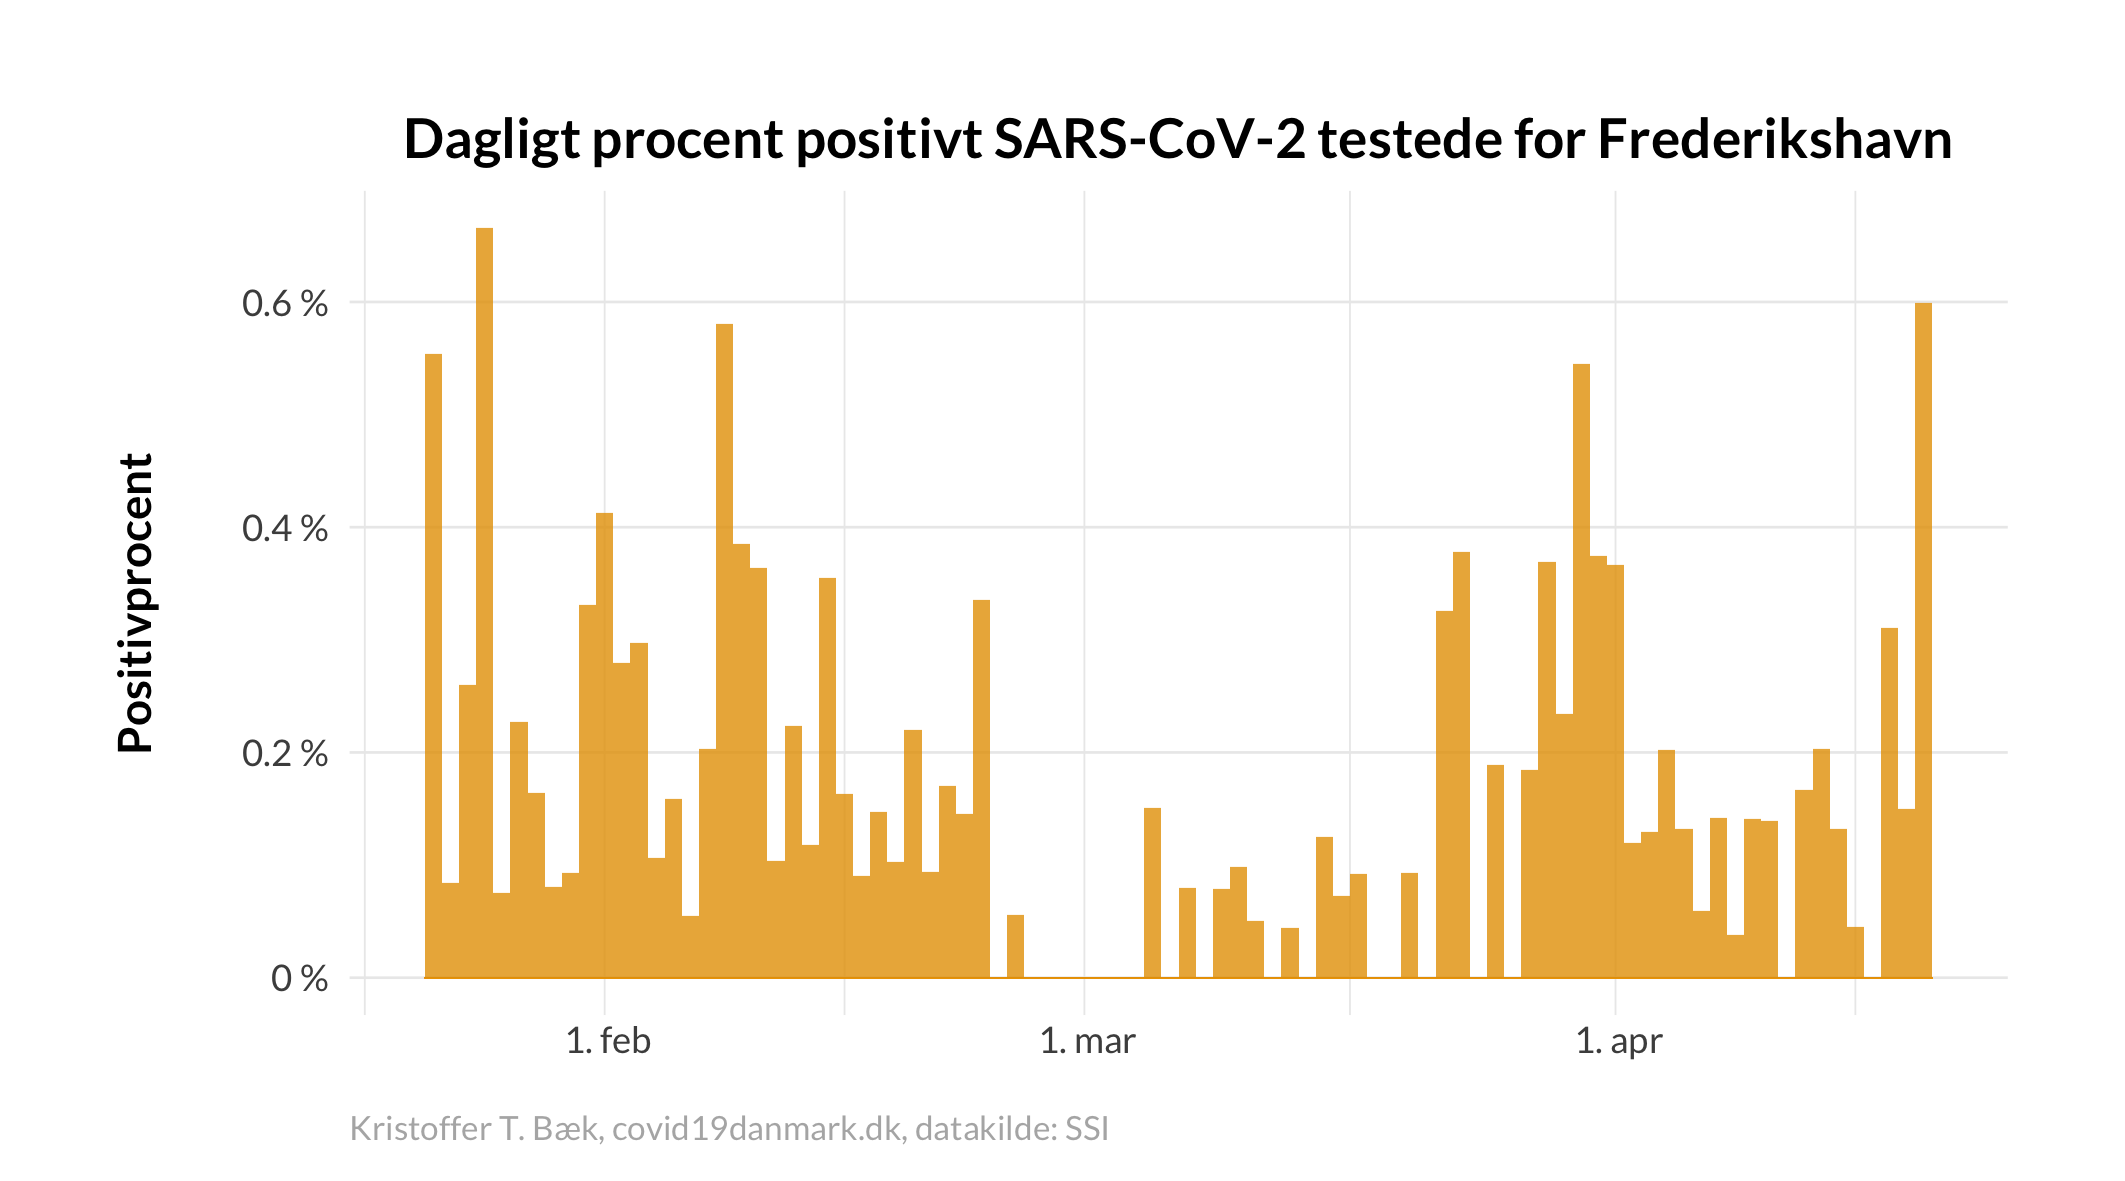 Dagligt procent positivt SARS-CoV-2 testede for Frederikshavn
Positivprocent
0.6 %
0.4 %
0.2 %
0 %
1. feb
1. mar
1. apr
Kristoffer T. Bæk, covid19danmark.dk, datakilde: SSI